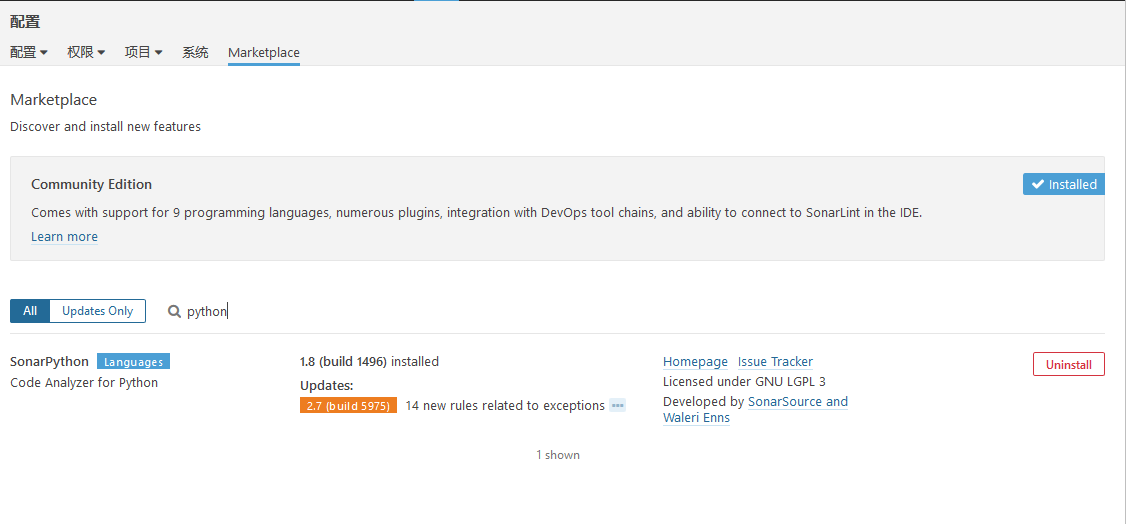 配置
配置 权限 项目 系统 Marketplace
Marketplace
Discover and install new features
Community Edition
Installed
Comes with support for 9 programming languages, numerous plugins, integration with DevOps tool chains, and ability to connect to SonarLint in the IDE.
Learn more
All Updates Only python
SonarPython Languages
Code Analyzer for Python
1.8 (build 1496) installed
Updates:
2.7 (build 5975) 14 new rules related to exceptions
Homepage Issue Tracker
Licensed under GNU LGPL 3
Developed by SonarSource and
Waleri Enns
Uninstall
1 shown